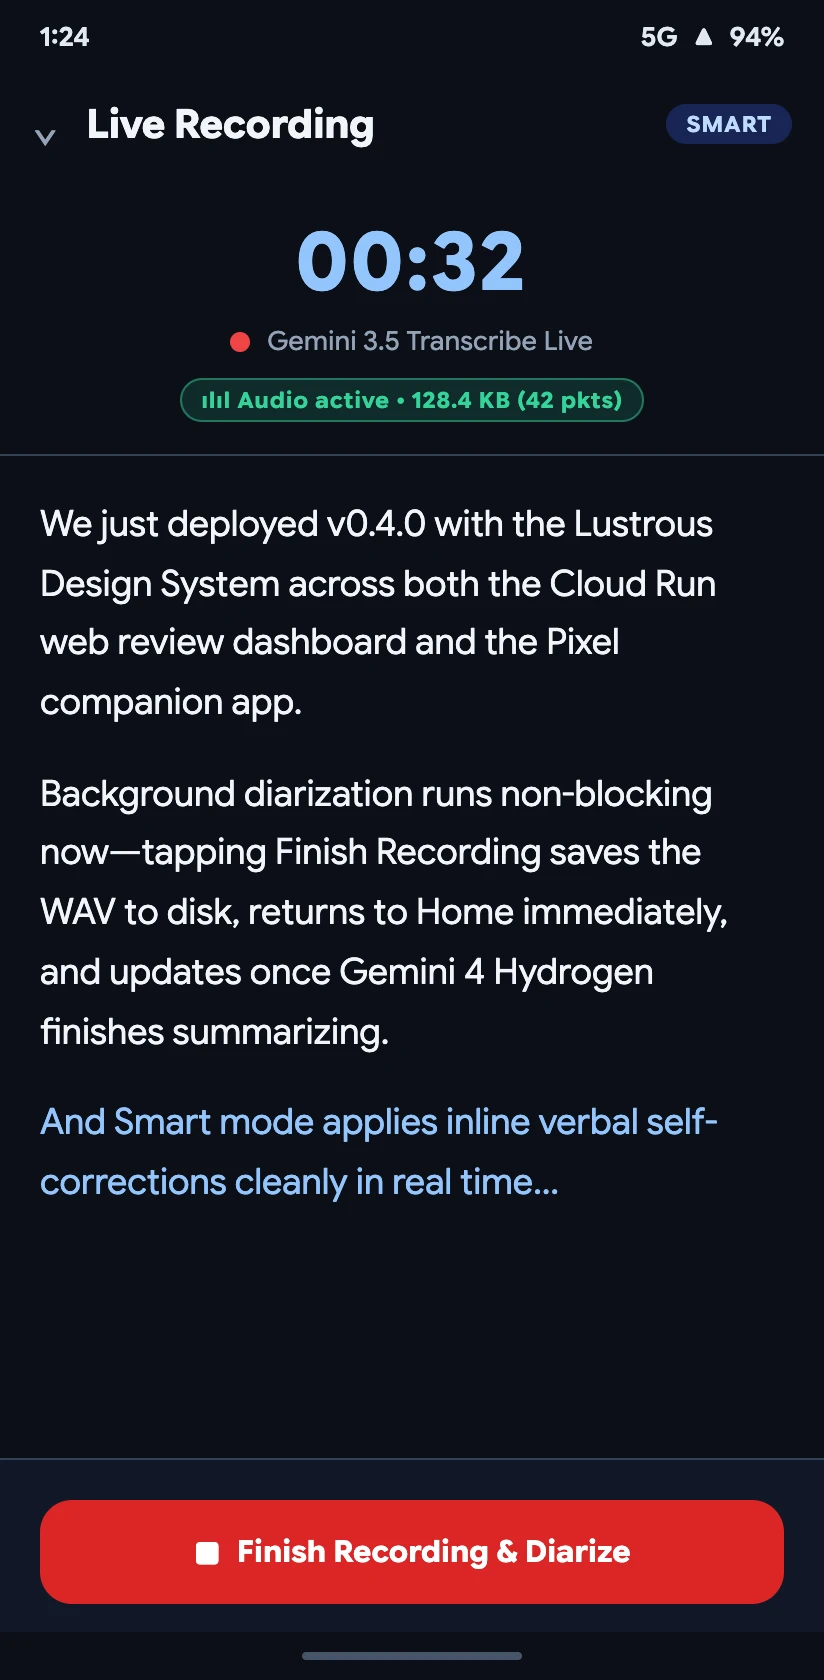 1:24
5G ▲ 94%
Live Recording
SMART
00:32
Gemini 3.5 Transcribe Live
Audio active • 128.4 KB (42 pkts)
We just deployed v0.4.0 with the Lustrous
Design System across both the Cloud Run
web review dashboard and the Pixel
companion app.
Background diarization runs non-blocking
now—tapping Finish Recording saves the
WAV to disk, returns to Home immediately,
and updates once Gemini 4 Hydrogen
finishes summarizing.
And Smart mode applies inline verbal self-
corrections cleanly in real time...
Finish Recording & Diarize